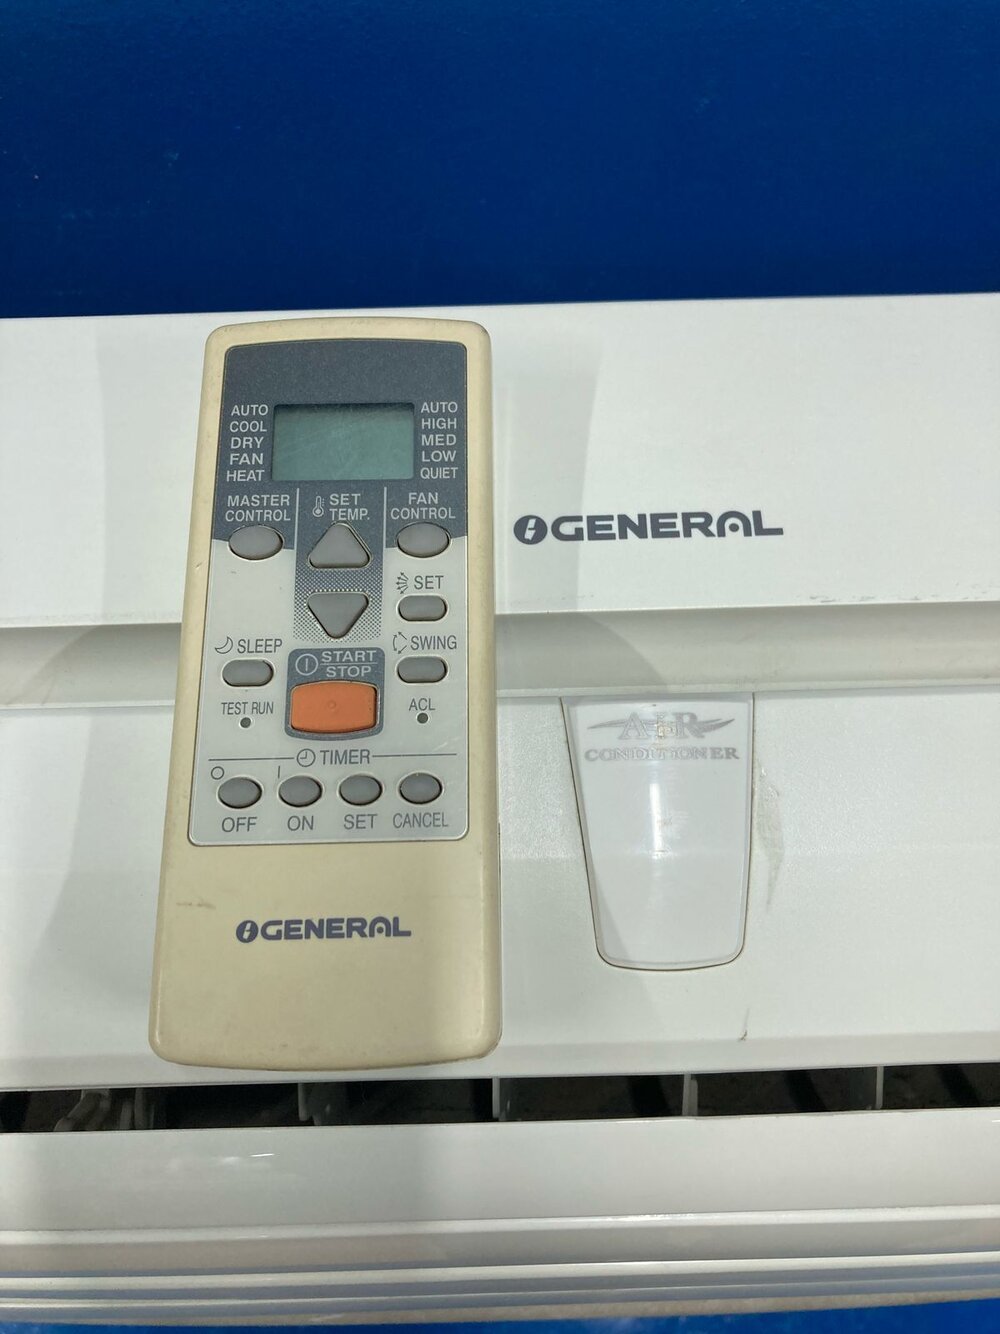 AUTO
COOL
DRY
FAN
HEAT
AUTO
HIGH
MED
LOW
QUIET
MASTER
CONTROL
SET
TEMP.
FAN
CONTROL
SET
SLEEP
SWING
START
STOP
TEST RUN
ACL
TIMER
OFF
ON
SET
CANCEL
GENERAL
GENERAL
AIR
CONDITIONER